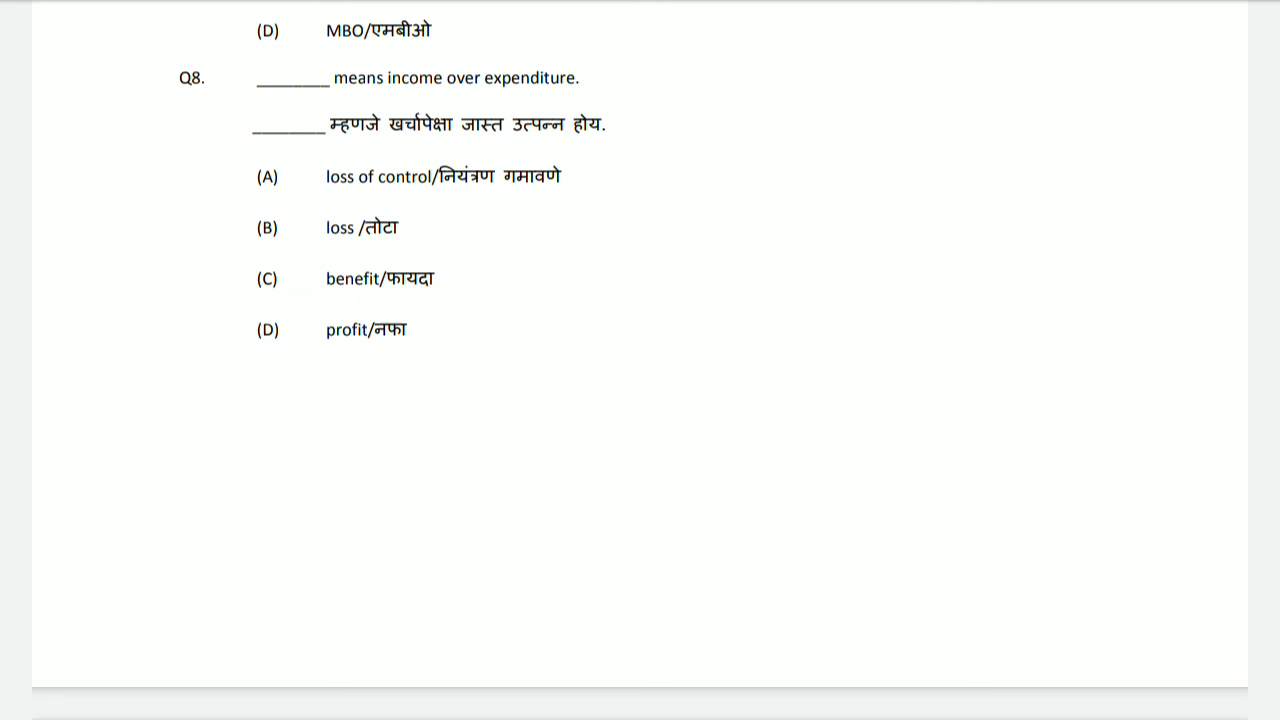 (D) MBO/एमबीओ
Q8. ________ means income over expenditure.
________ म्हणजे खर्चापेक्षा जास्त उत्पन्न होय.
(A) loss of control/नियंत्रण गमावणे
(B) loss /तोटा
(C) benefit/फायदा
(D) profit/नफा